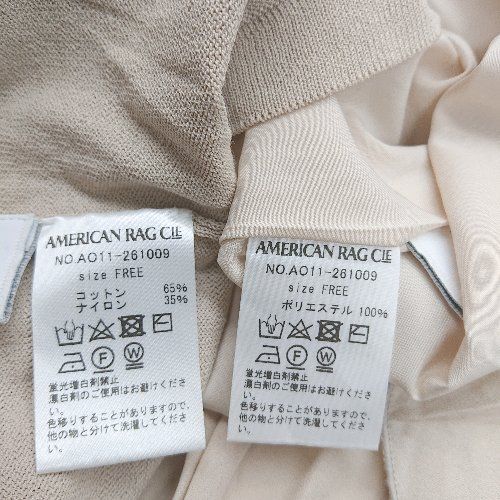 AMERICAN RAG CIE
NO.AO11-261009
size FREE
コットン 65%
ナイロン 35%
蛍光増白剤禁止
漂白剤のご使用はお避けください。
色移りすることがありますので、
他の物と分けて洗濯してください。
AMERICAN RAG CIE
NO.AO11-261009
size FREE
ポリエステル 100%
蛍光増白剤禁止
漂白剤のご使用はお避けください。
色移りすることがありますので、
他の物と分けて洗濯してください。